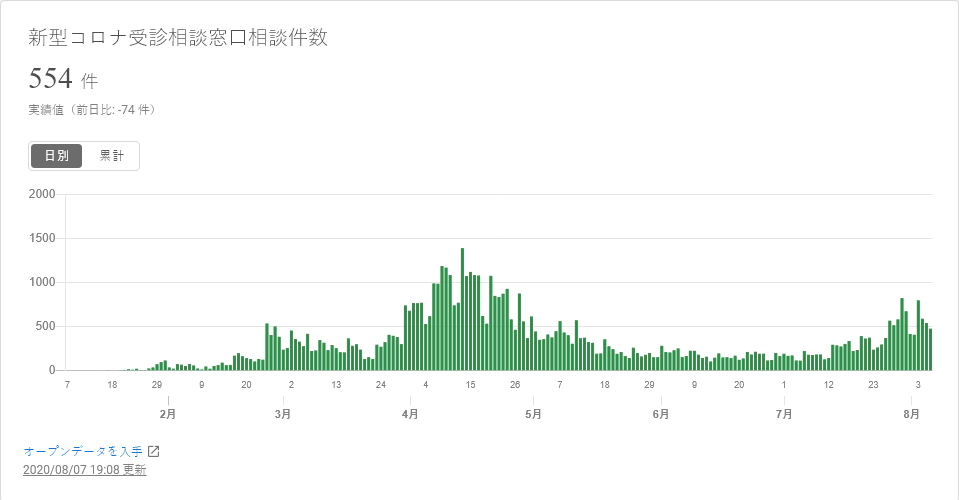 新型コロナ受診相談窓口相談件数
554 件
実績値（前日比: -74 件）
日別 累計
2000
1500
1000
500
0
7 18 29 9 20 2 13 24 4 15 26 7 18 29 9 20 1 12 23 3
2月 3月 4月 5月 6月 7月 8月
オープンデータを入手
2020/08/07 19:08 更新